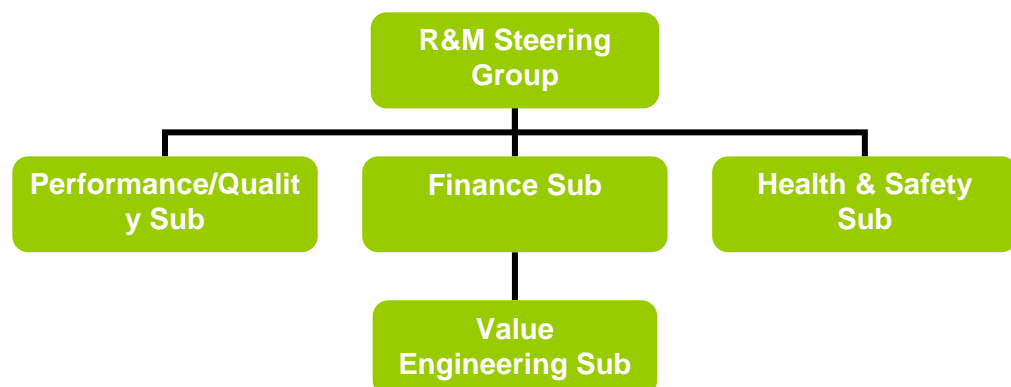 R&M Steering
Group
Performance/Qualit
y Sub
Finance Sub
Health & Safety
Sub
Value
Engineering Sub